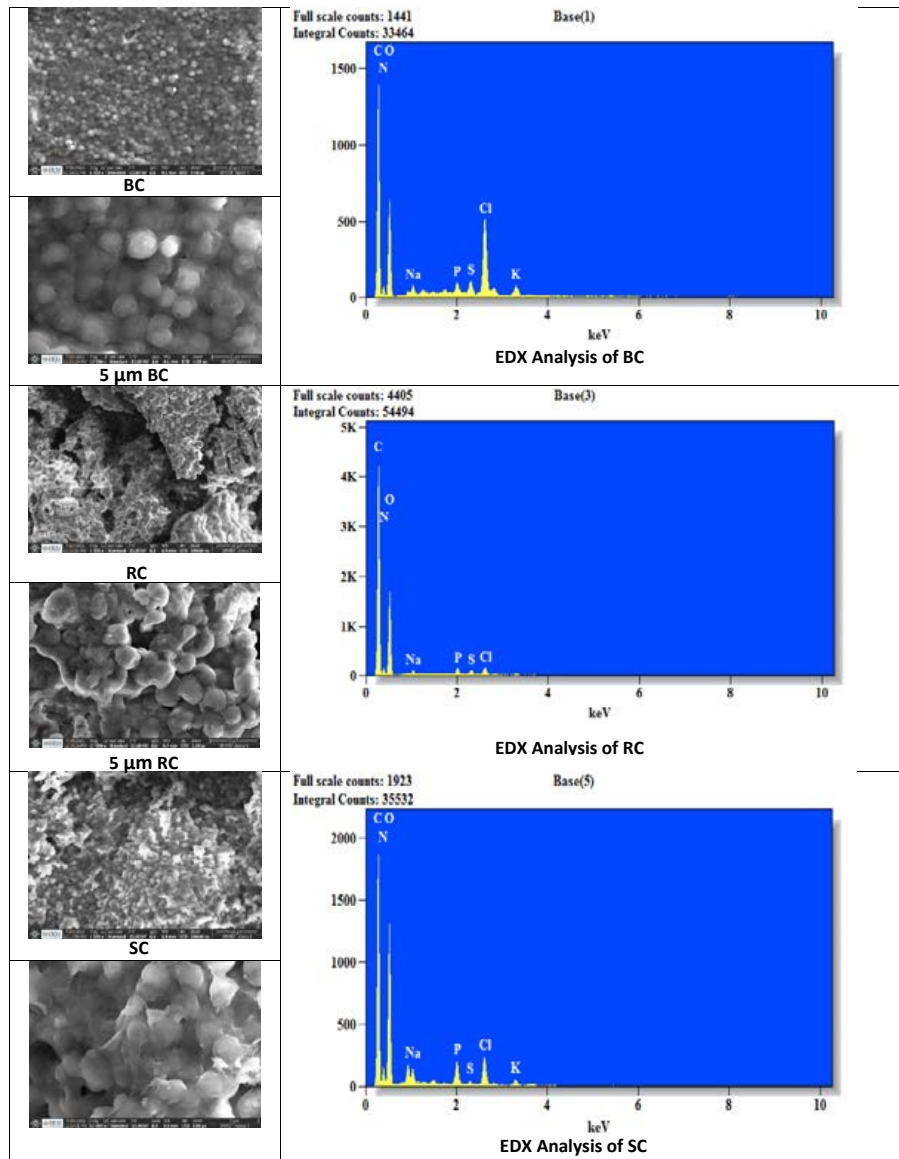 BC
5 µm BC
Full scale counts: 1441
Base(1)
Integral Counts: 33464
C O
N
Na
P
S
Cl
K
1500
1000
500
0
0
2
4
6
8
10
keV
EDX Analysis of BC
RC
5 µm RC
Full scale counts: 4405
Base(3)
Integral Counts: 54494
C
O
N
Na
P
S
Cl
5K
4K
3K
2K
1K
0
0
2
4
6
8
10
keV
EDX Analysis of RC
SC
Full scale counts: 1923
Base(5)
Integral Counts: 35532
C O
N
Na
P
S
Cl
K
2000
1500
1000
500
0
0
2
4
6
8
10
keV
EDX Analysis of SC